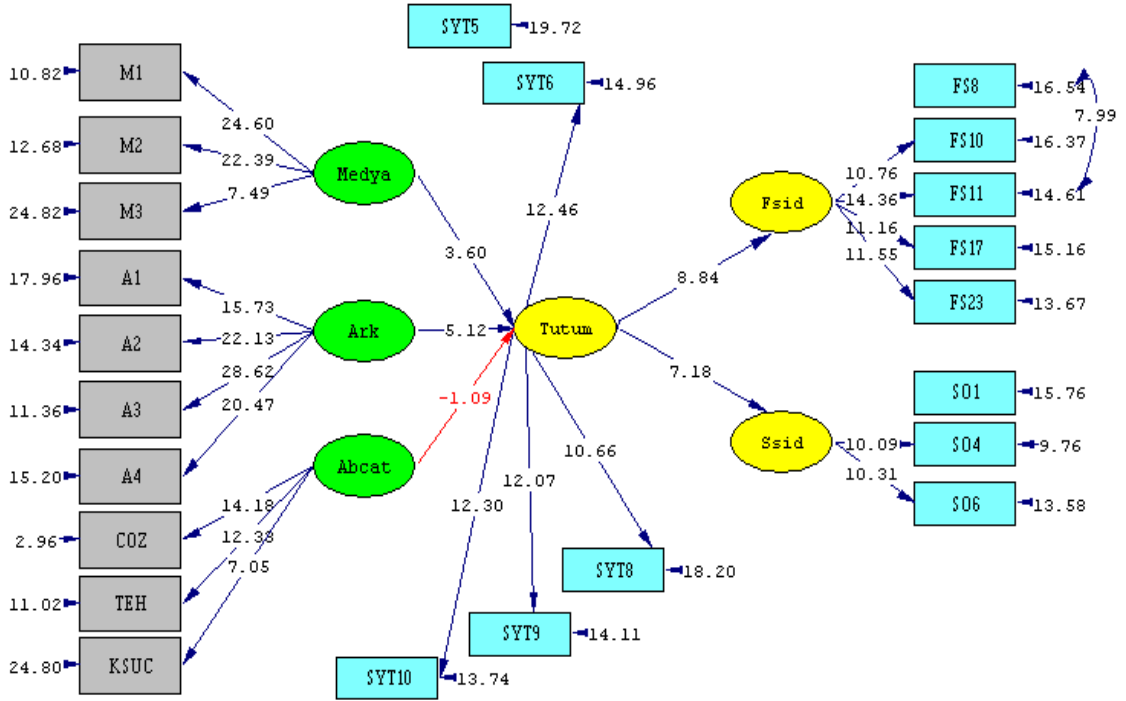 SYT5
19.72
10.82
M1
SYT6
14.96
FS8
16.54
7.99
24.60
12.68
M2
22.39
Medya
FS10
16.37
10.76
7.49
24.82
M3
12.46
Fsid
14.36
FS11
14.61
11.16
11.55
FS17
15.16
17.96
A1
3.60
8.84
15.73
FS23
13.67
14.34
A2
22.13
Ark
5.12
Tutum
28.62
7.18
11.36
A3
20.47
-1.09
SO1
15.76
10.66
Ssid
10.09
SO4
9.76
15.20
A4
Abcat
10.31
12.07
14.18
12.30
SO6
13.58
2.96
COZ
12.33
7.05
SYT8
18.20
11.02
TEH
SYT9
14.11
24.80
KSUC
SYT10
13.74